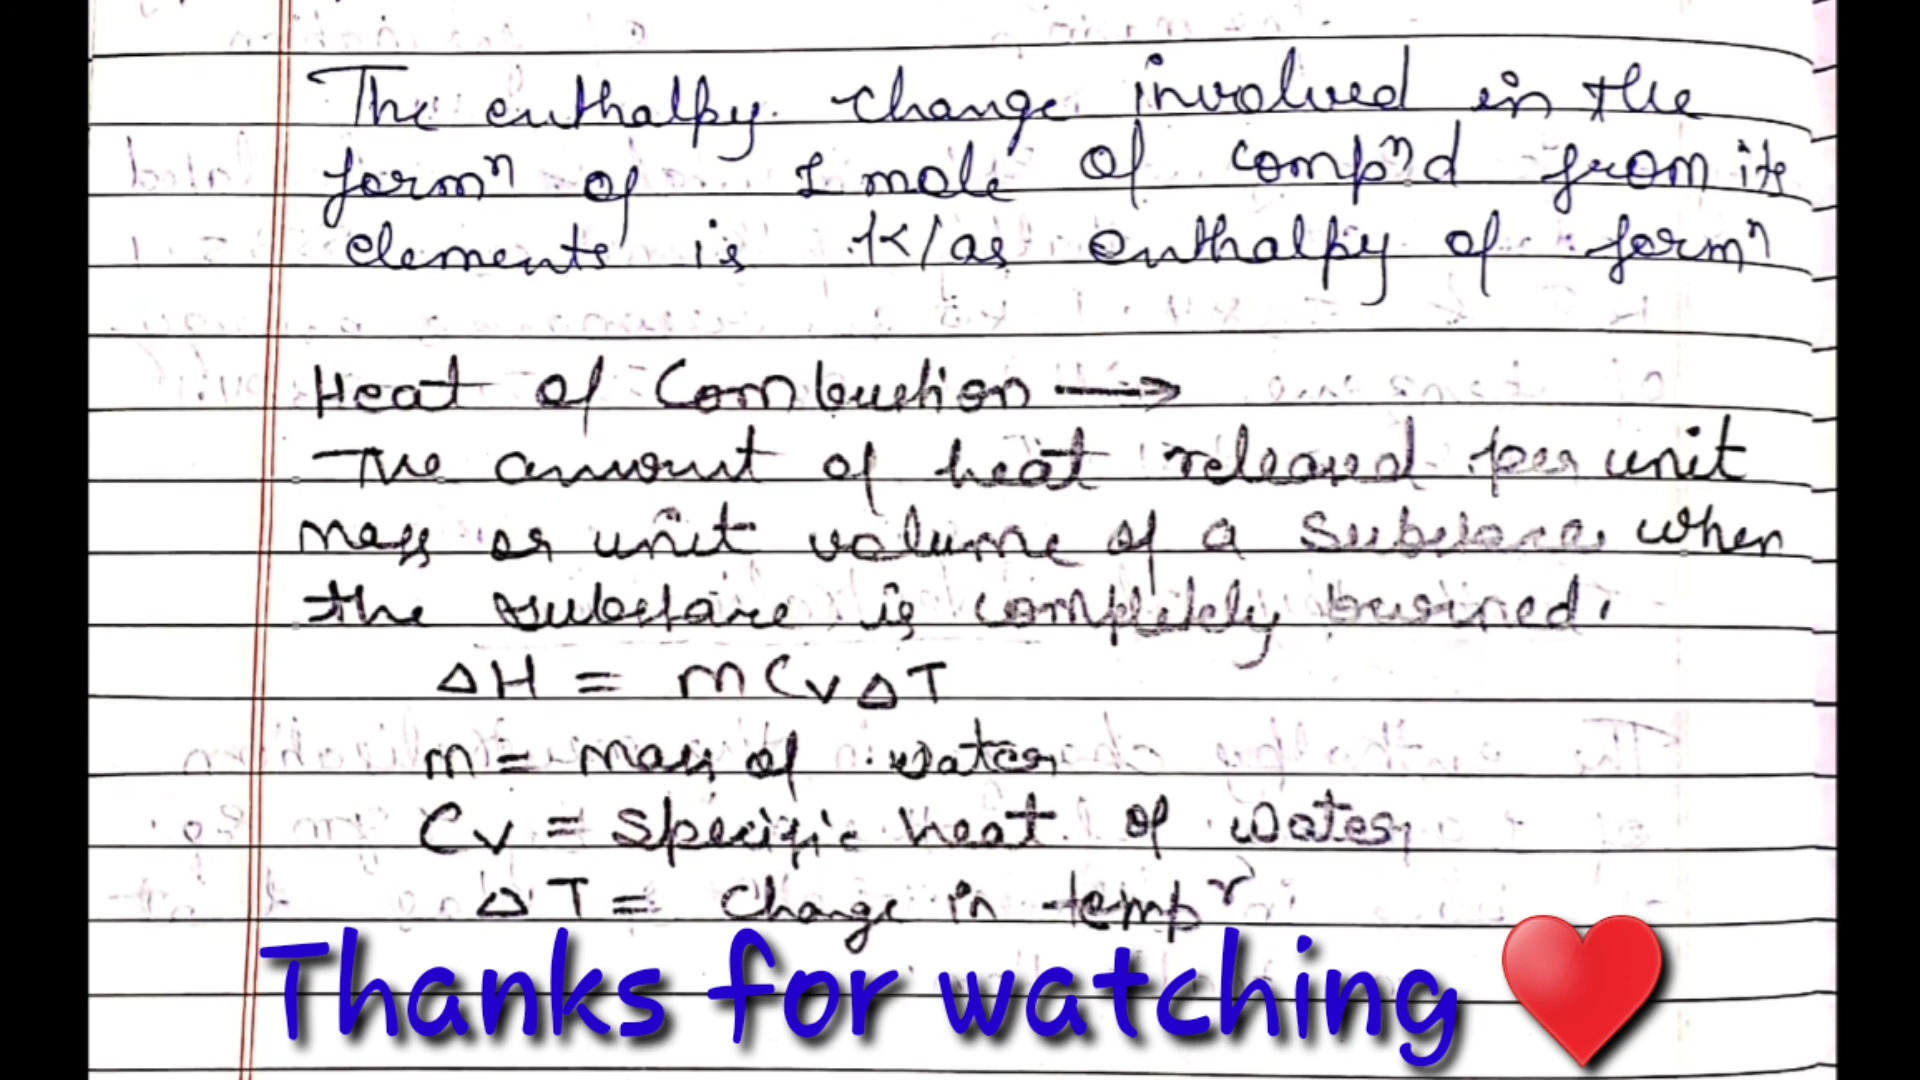 The enthalpy change involved in the
formⁿ of 1 mole of compⁿd from its
elements is K/as enthalpy of formⁿ
Heat of Combustion →
The amount of heat released per unit
mass or unit volume of a substance when
the substance is completely burned.
ΔH = mCvΔT
m = mass of water
Cv = specific heat of water
ΔT = change in tempʳ
Thanks for watching ♥